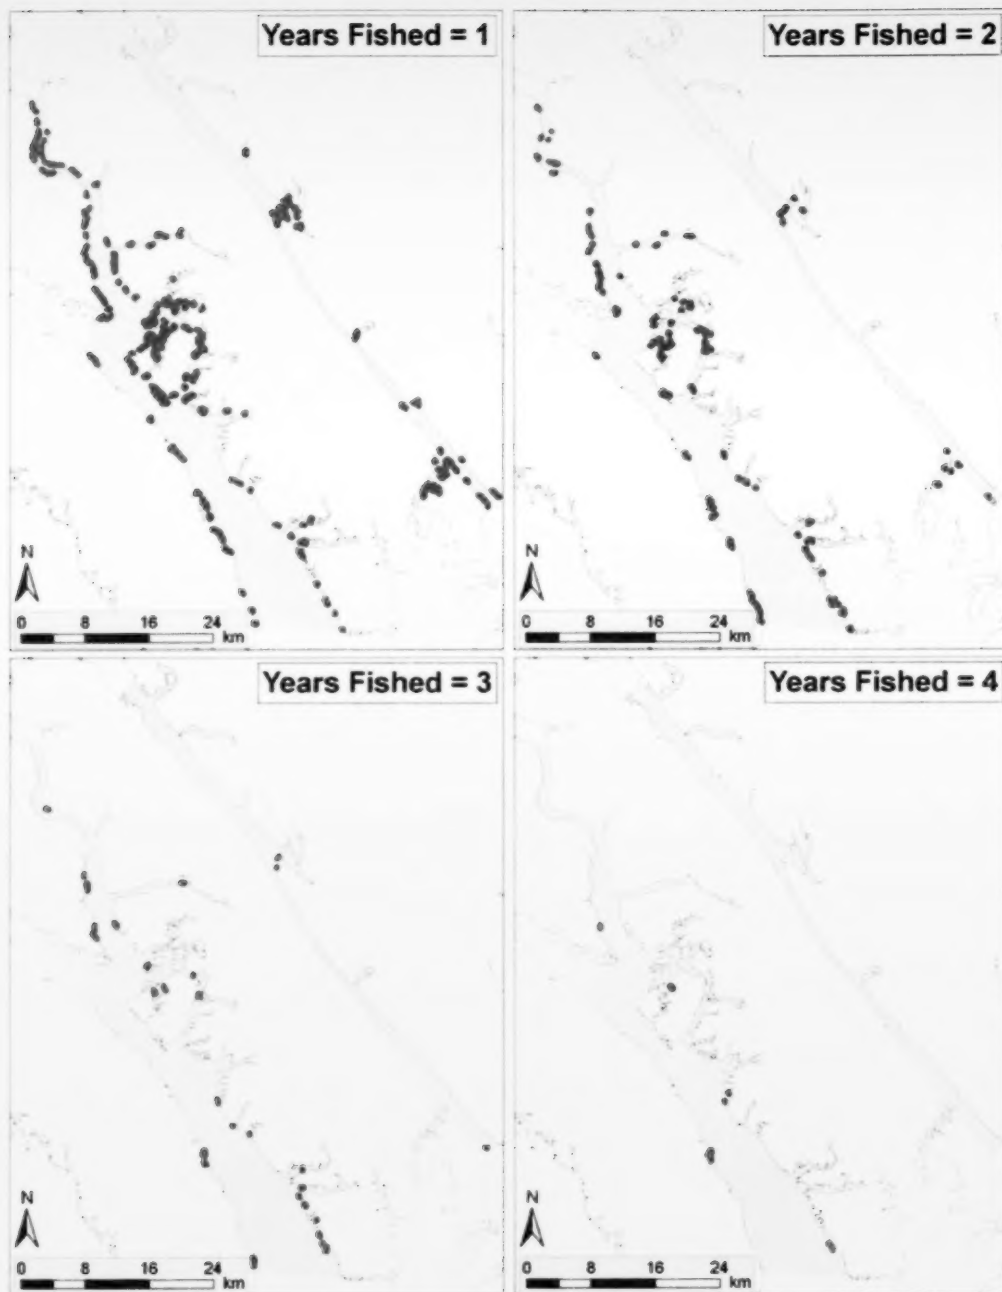 Years Fished = 1
N
0 8 16 24
km
Years Fished = 2
N
0 8 16 24
km
Years Fished = 3
N
0 8 16 24
km
Years Fished = 4
N
0 8 16 24
km